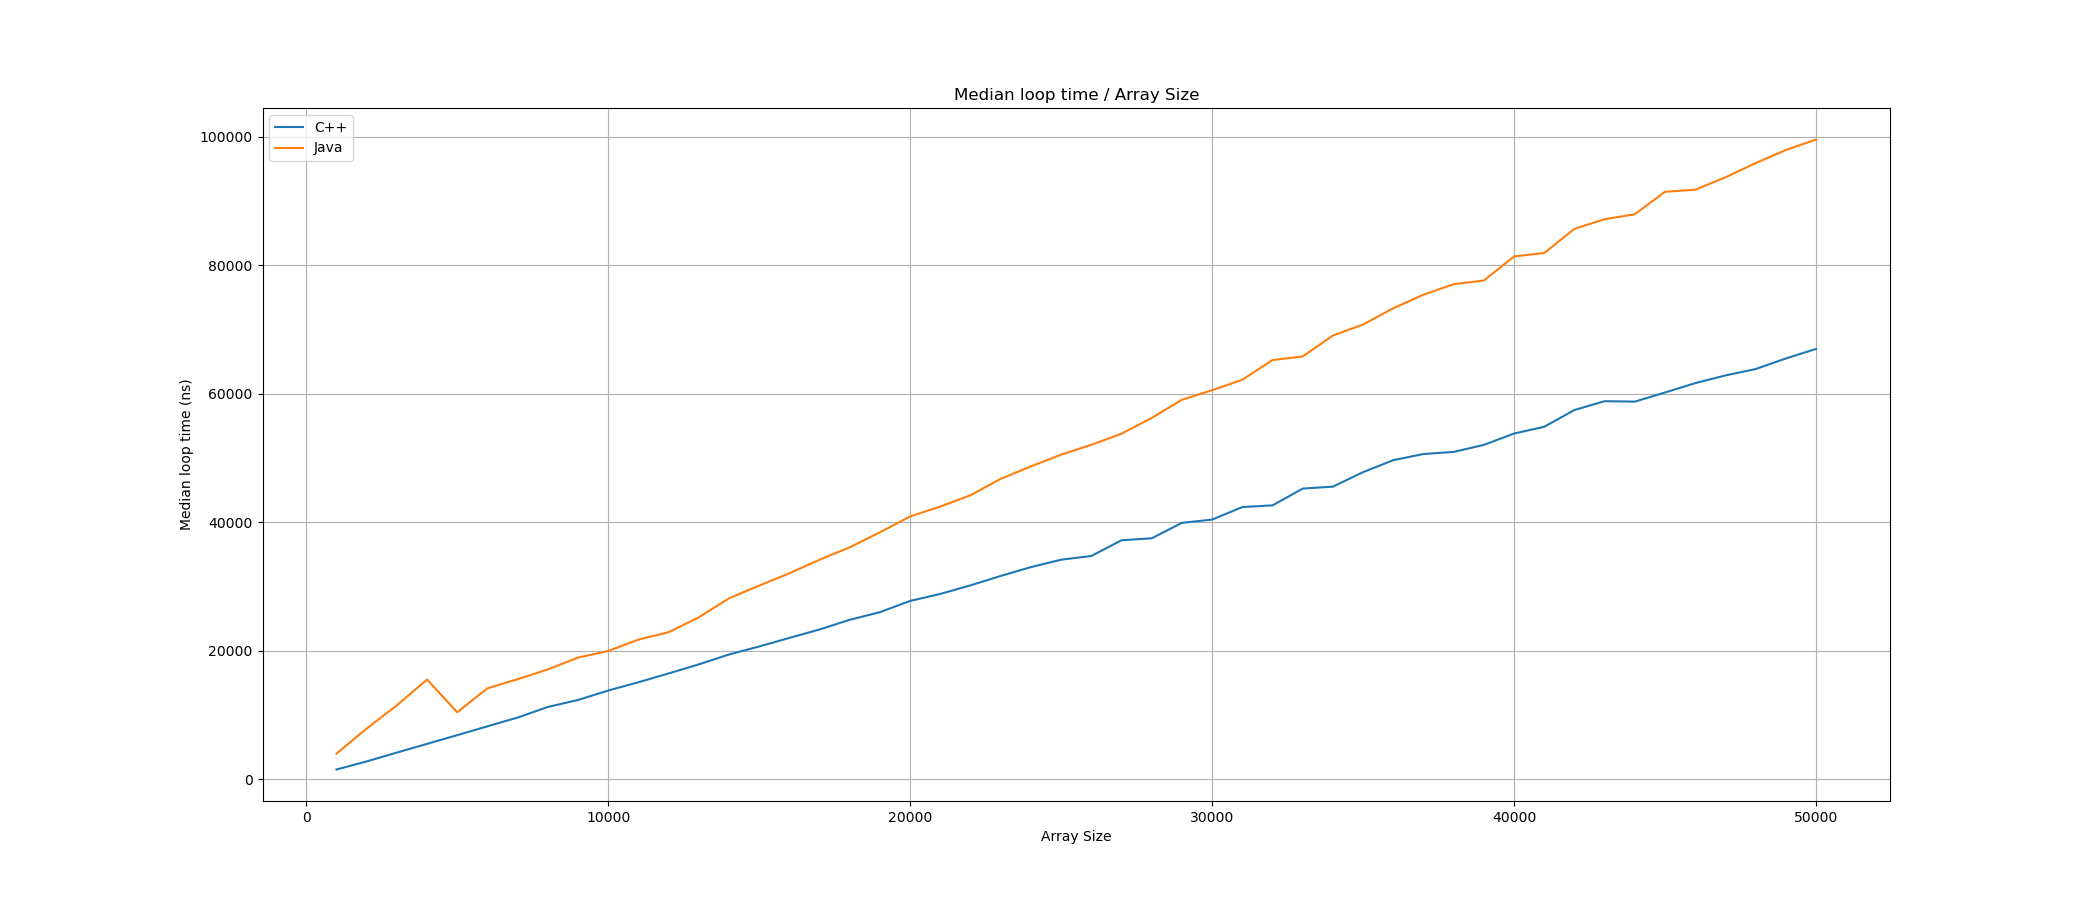 Median loop time / Array Size
C++
Java
100000
80000
60000
40000
20000
0
Median loop time (ns)
0 10000 20000 30000 40000 50000
Array Size